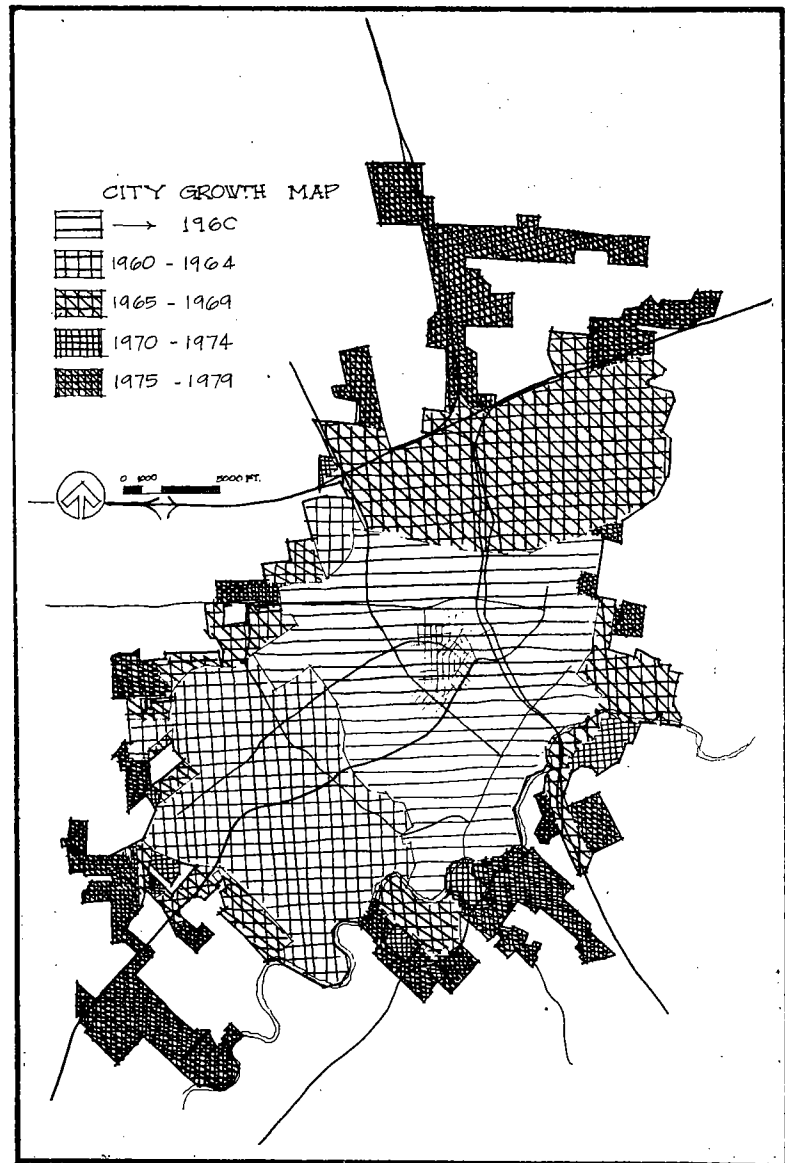 CITY GROWTH MAP
→ 196C
1960 - 1964
1965 - 1969
1970 - 1974
1975 - 1979
0 1000 5000 FT.